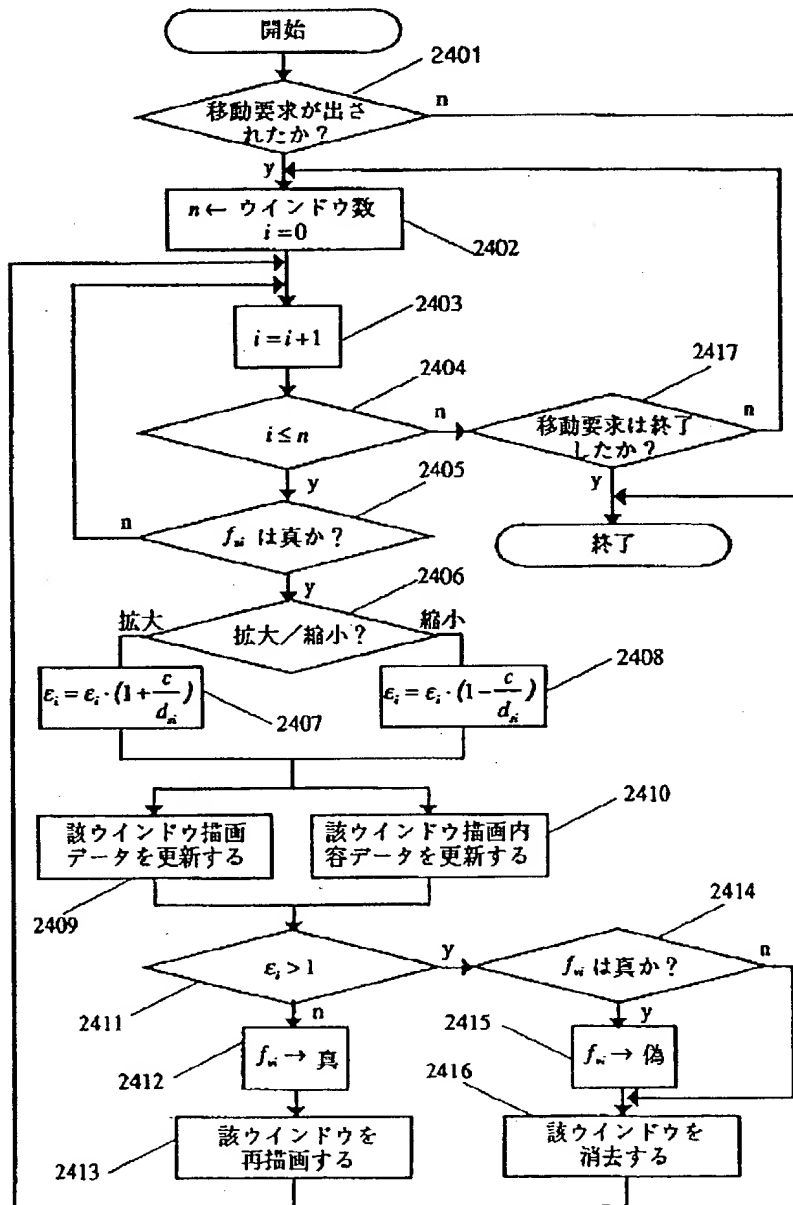 開始
2401
移動要求が出さ
れたか?
n
y
n ← ウインドウ数
i=0
2402
2403
i=i+1
2404
i≤n
n
y
2417
移動要求は終了
したか?
n
y
終了
2405
n
f_si は真か?
y
2406
拡大
拡大/縮小?
縮小
ε_i = ε_i · (1+ c/d_si)
2407
ε_i = ε_i · (1− c/d_si)
2408
該ウインドウ描画
データを更新する
2409
該ウインドウ描画内
容データを更新する
2410
ε_i > 1
y
n
2411
2414
f_vi は真か?
n
y
2412
f_vi → 真
2415
f_vi → 偽
2413
該ウインドウを
再描画する
2416
該ウインドウを
消去する